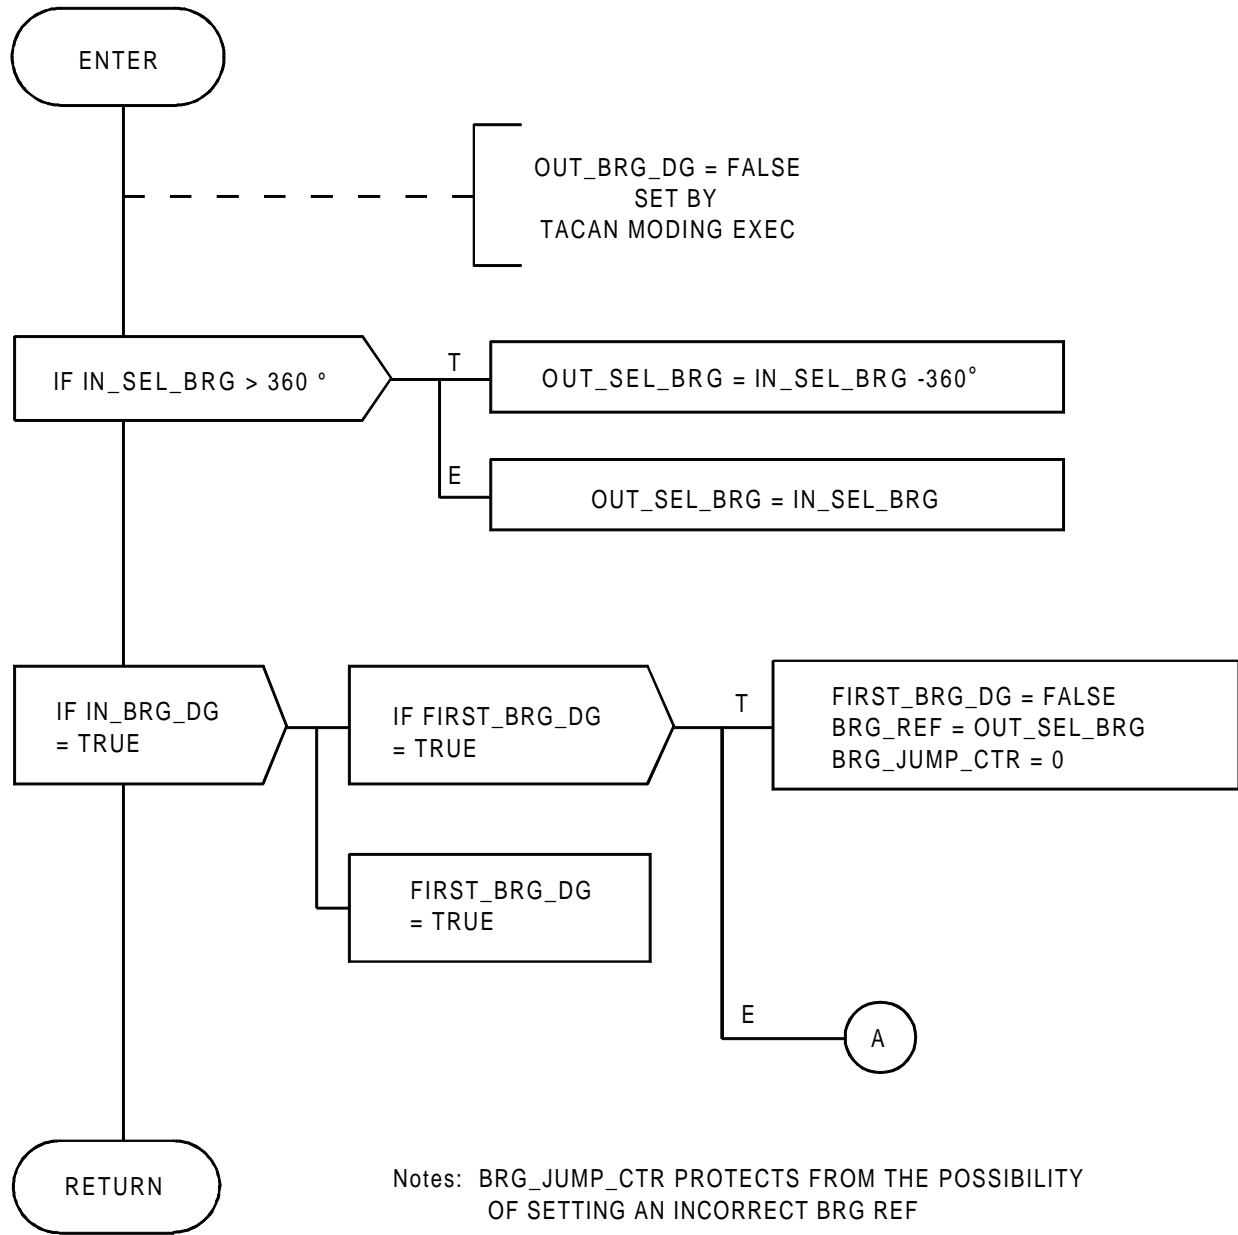 ENTER
OUT_BRG_DG = FALSE
SET BY
TACAN MODING EXEC
IF IN_SEL_BRG > 360 °
T
OUT_SEL_BRG = IN_SEL_BRG -360°
E
OUT_SEL_BRG = IN_SEL_BRG
IF IN_BRG_DG
= TRUE
IF FIRST_BRG_DG
= TRUE
T
FIRST_BRG_DG = FALSE
BRG_REF = OUT_SEL_BRG
BRG_JUMP_CTR = 0
FIRST_BRG_DG
= TRUE
E
A
RETURN
Notes: BRG_JUMP_CTR PROTECTS FROM THE POSSIBILITY
OF SETTING AN INCORRECT BRG REF